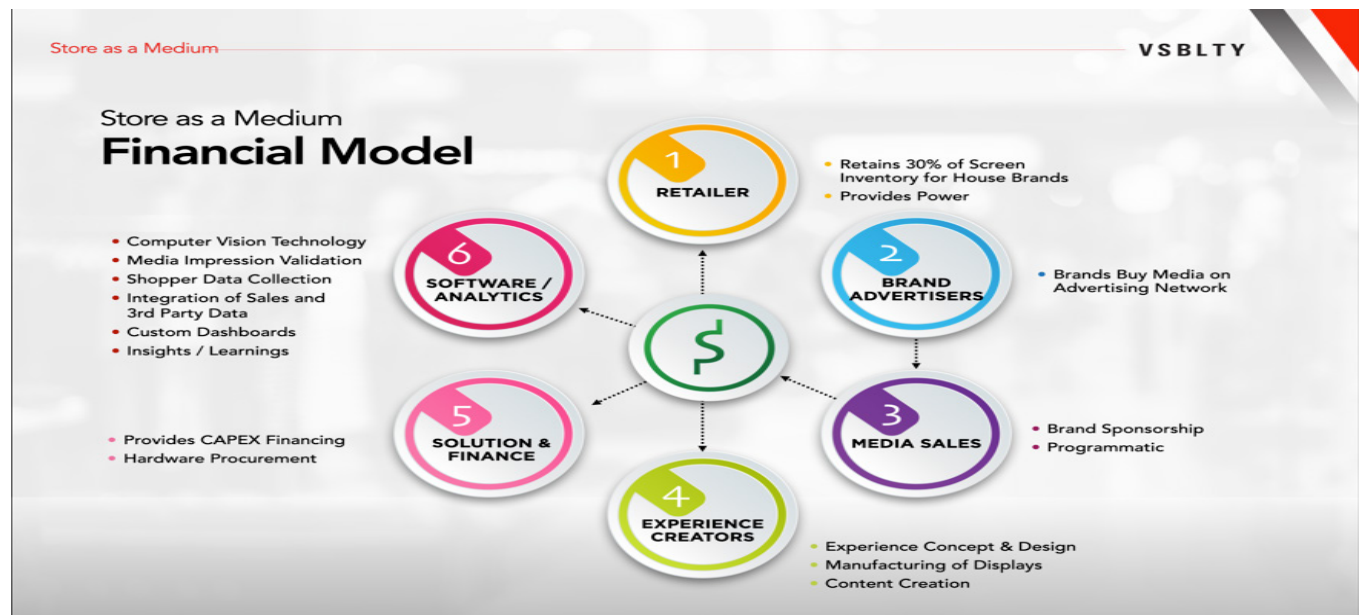 Store as a Medium
VSBLTY
Store as a Medium
Financial Model
1
RETAILER
• Retains 30% of Screen
Inventory for House Brands
• Provides Power
2
BRAND
ADVERTISERS
• Brands Buy Media on
Advertising Network
3
MEDIA SALES
• Brand Sponsorship
• Programmatic
4
EXPERIENCE
CREATORS
• Experience Concept & Design
• Manufacturing of Displays
• Content Creation
5
SOLUTION &
FINANCE
• Provides CAPEX Financing
• Hardware Procurement
6
SOFTWARE /
ANALYTICS
• Computer Vision Technology
• Media Impression Validation
• Shopper Data Collection
• Integration of Sales and
3rd Party Data
• Custom Dashboards
• Insights / Learnings
$